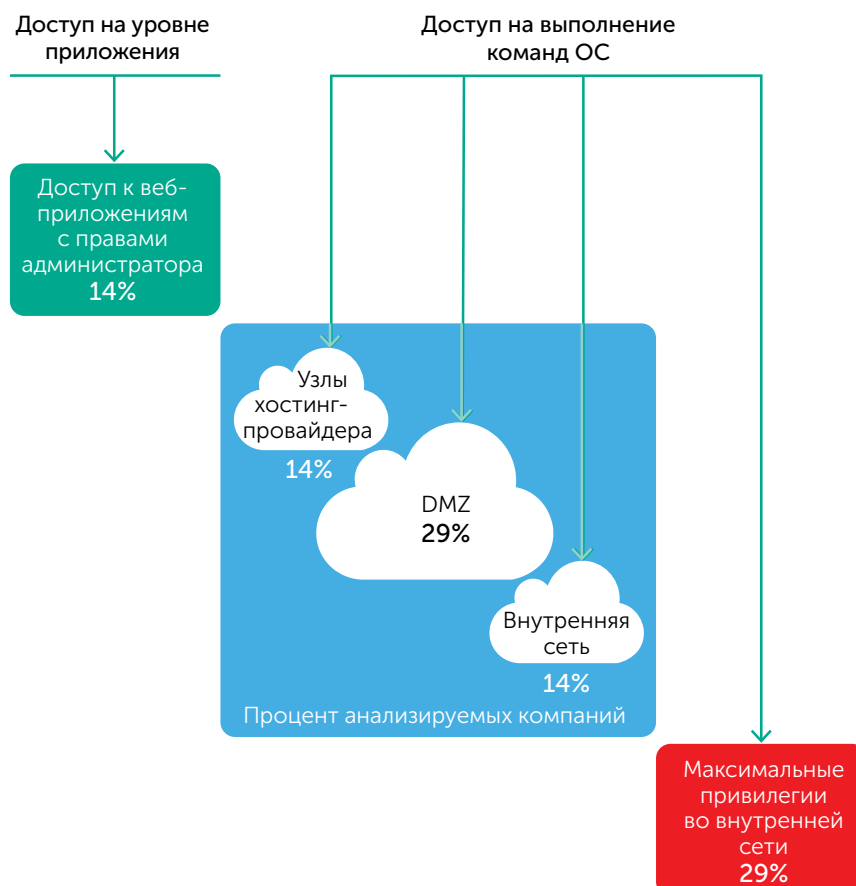 Доступ на уровне
приложения
Доступ на выполнение
команд ОС
Доступ к веб-
приложениям
с правами
администратора
14%
Узлы
хостинг-
провайдера
14%
DMZ
29%
Внутренняя
сеть
14%
Процент анализируемых компаний
Максимальные
привилегии
во внутренней
сети
29%